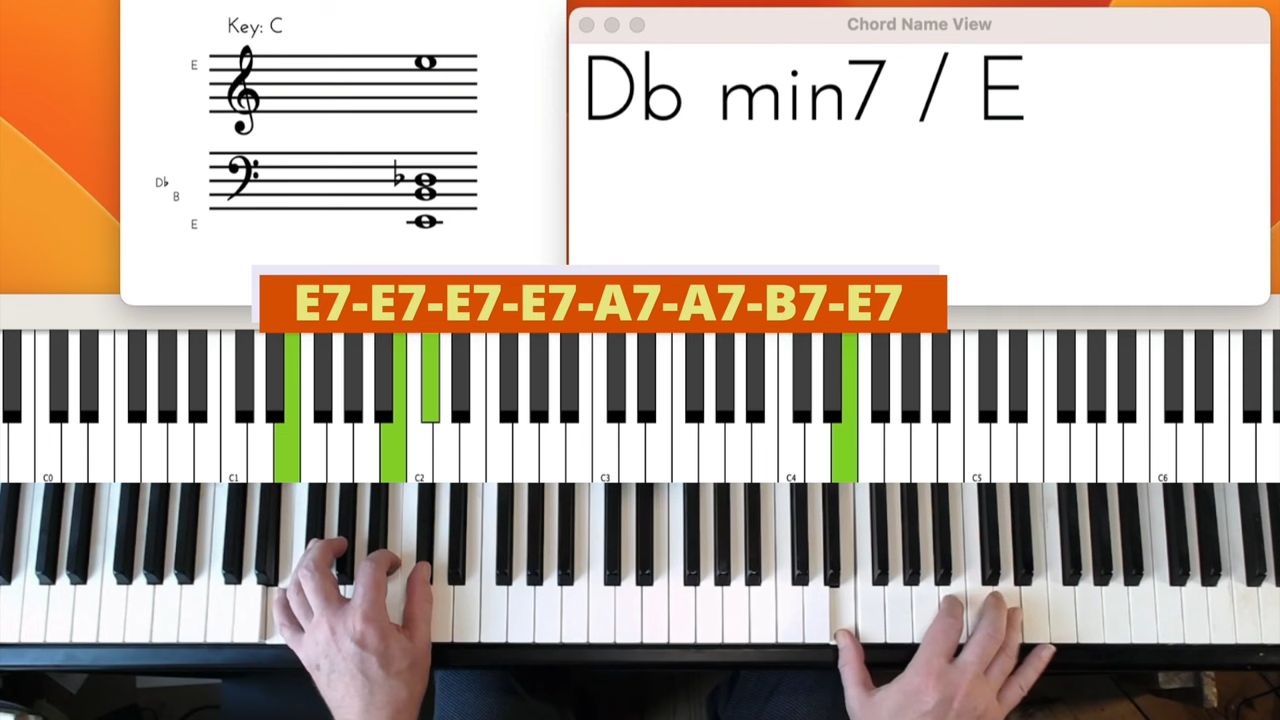 Key: C
E
Db
B
E
Chord Name View
Db min7 / E
E7-E7-E7-E7-A7-A7-B7-E7
C0
C1
C2
C3
C4
C5
C6